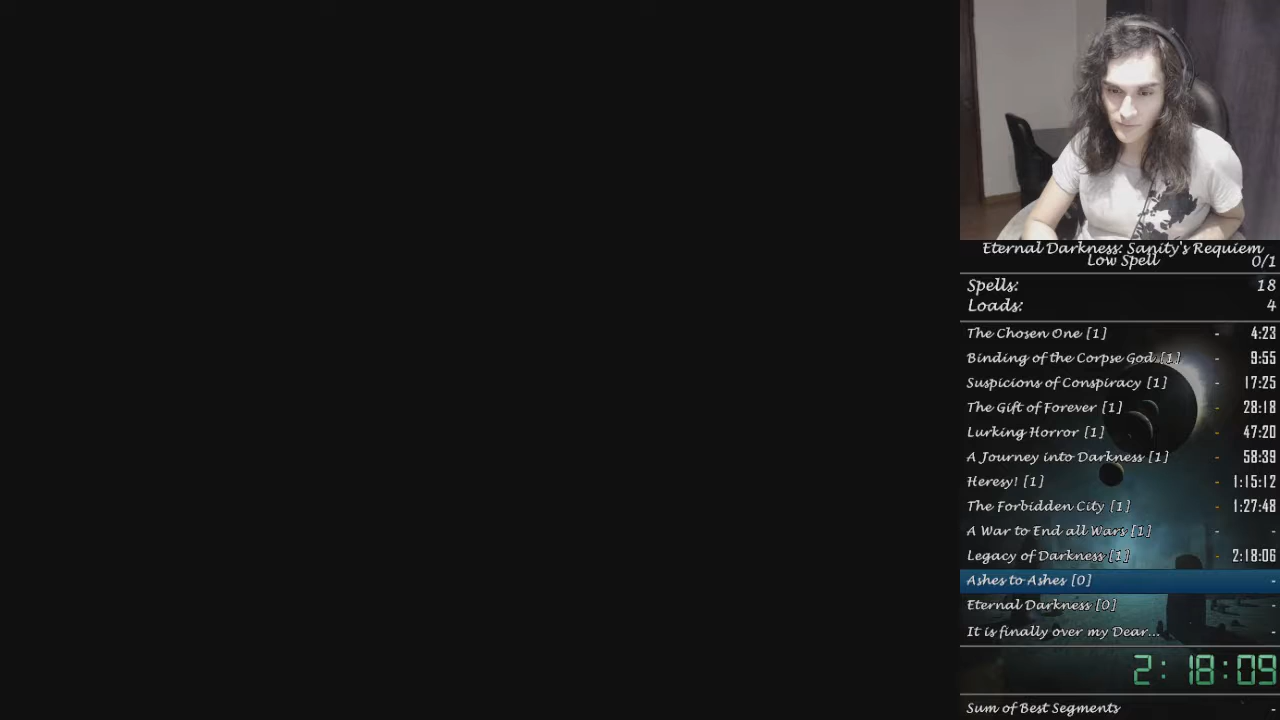 Eternal Darkness: Sanity's Requiem
Low Spell 0/1
Spells: 18
Loads: 4
The Chosen One [1] - 4:23
Binding of the Corpse God [1] - 9:55
Suspicions of Conspiracy [1] - 17:25
The Gift of Forever [1] - 28:18
Lurking Horror [1] - 47:20
A Journey into Darkness [1] - 58:39
Heresy! [1] - 1:15:12
The Forbidden City [1] - 1:27:48
A War to End all Wars [1] - -
Legacy of Darkness [1] - 2:18:06
Ashes to Ashes [0] -
Eternal Darkness [0] -
It is finally over my Dear... -
2:18:09
Sum of Best Segments -